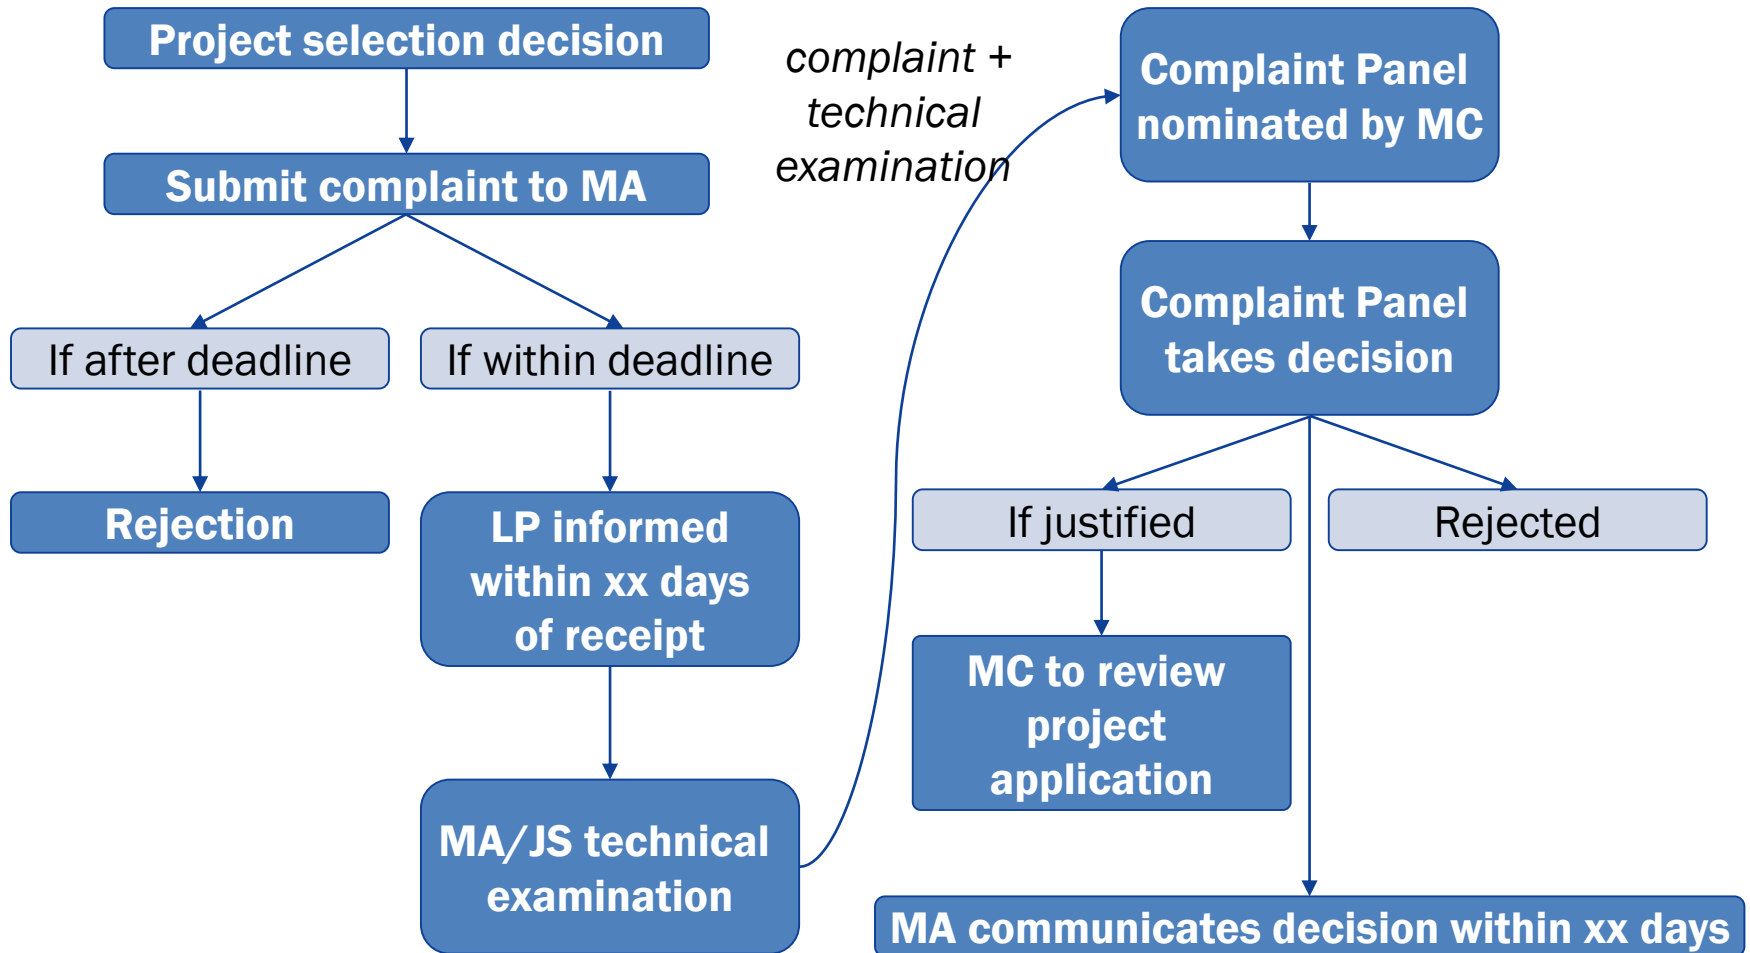 Project selection decision
Submit complaint to MA
If after deadline
If within deadline
Rejection
LP informed
within xx days
of receipt
MA/JS technical
examination
complaint +
technical
examination
Complaint Panel
nominated by MC
Complaint Panel
takes decision
If justified
Rejected
MC to review
project
application
MA communicates decision within xx days